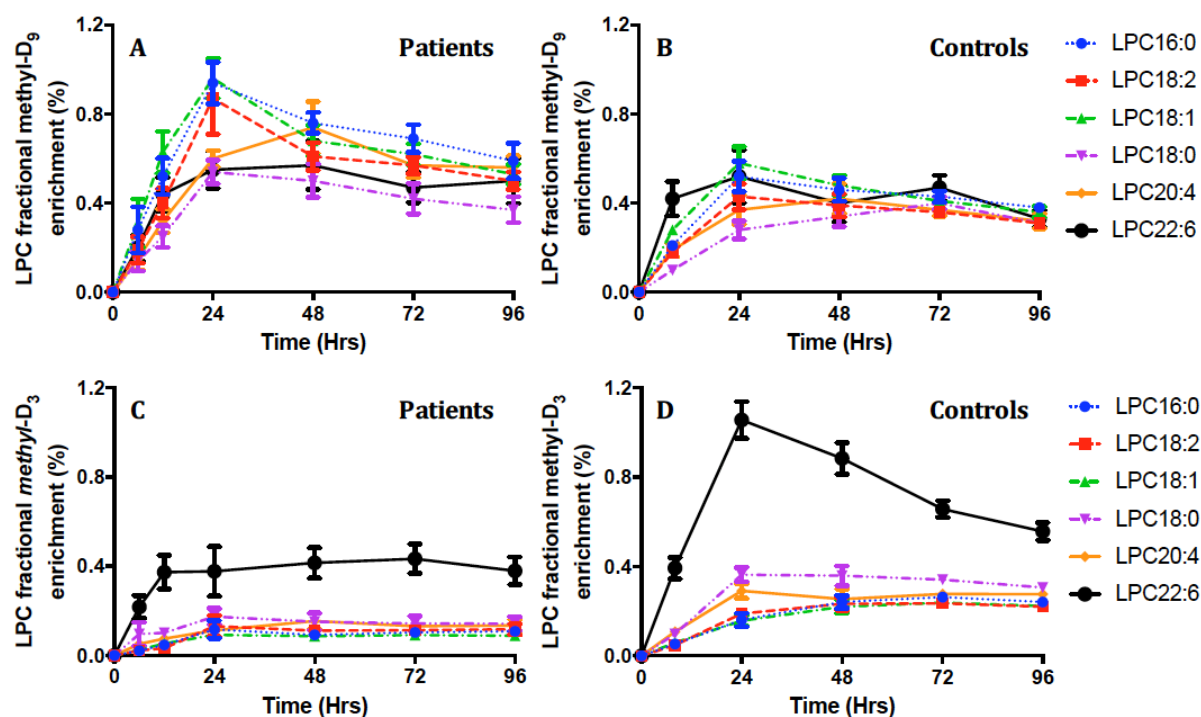 A Patients
LPC fractional methyl-D9
enrichment (%)
1.2
0.8
0.4
0.0
0 24 48 72 96
Time (Hrs)
B Controls
LPC fractional methyl-D9
enrichment (%)
1.2
0.8
0.4
0.0
0 24 48 72 96
Time (Hrs)
LPC16:0
LPC18:2
LPC18:1
LPC18:0
LPC20:4
LPC22:6
C Patients
LPC fractional methyl-D3
enrichment (%)
1.2
0.8
0.4
0.0
0 24 48 72 96
Time (Hrs)
D Controls
LPC fractional methyl-D3
enrichment (%)
1.2
0.8
0.4
0.0
0 24 48 72 96
Time (Hrs)
LPC16:0
LPC18:2
LPC18:1
LPC18:0
LPC20:4
LPC22:6